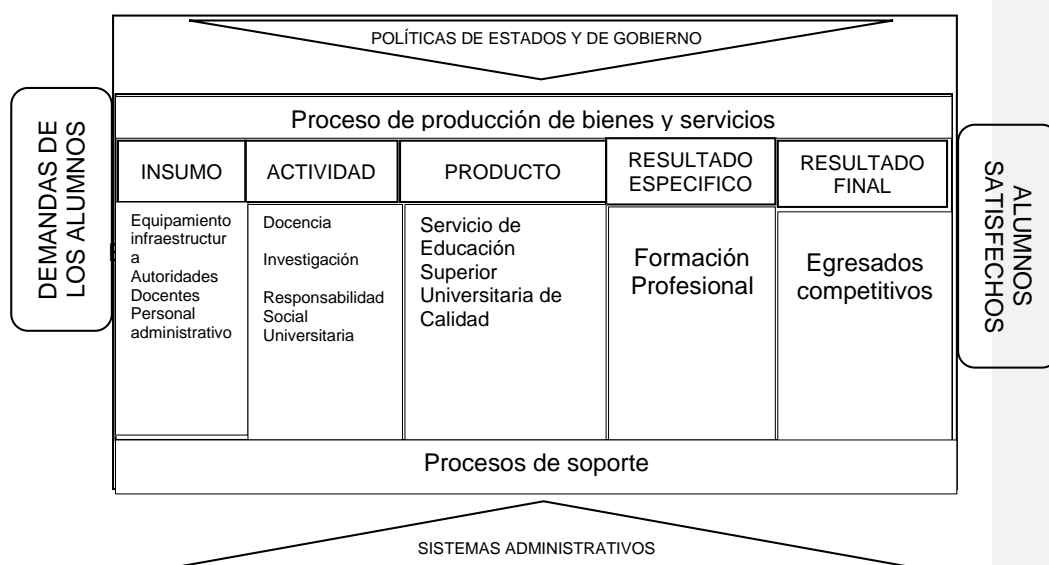 POLÍTICAS DE ESTADOS Y DE GOBIERNO
DEMANDAS DE
LOS ALUMNOS
Proceso de producción de bienes y servicios
INSUMO
ACTIVIDAD
PRODUCTO
RESULTADO
ESPECIFICO
RESULTADO
FINAL
Equipamiento
infraestructur
a
Autoridades
Docentes
Personal
administrativo
Docencia
Investigación
Responsabilidad
Social
Universitaria
Servicio de
Educación
Superior
Universitaria de
Calidad
Formación
Profesional
Egresados
competitivos
ALUMNOS
SATISFECHOS
Procesos de soporte
SISTEMAS ADMINISTRATIVOS